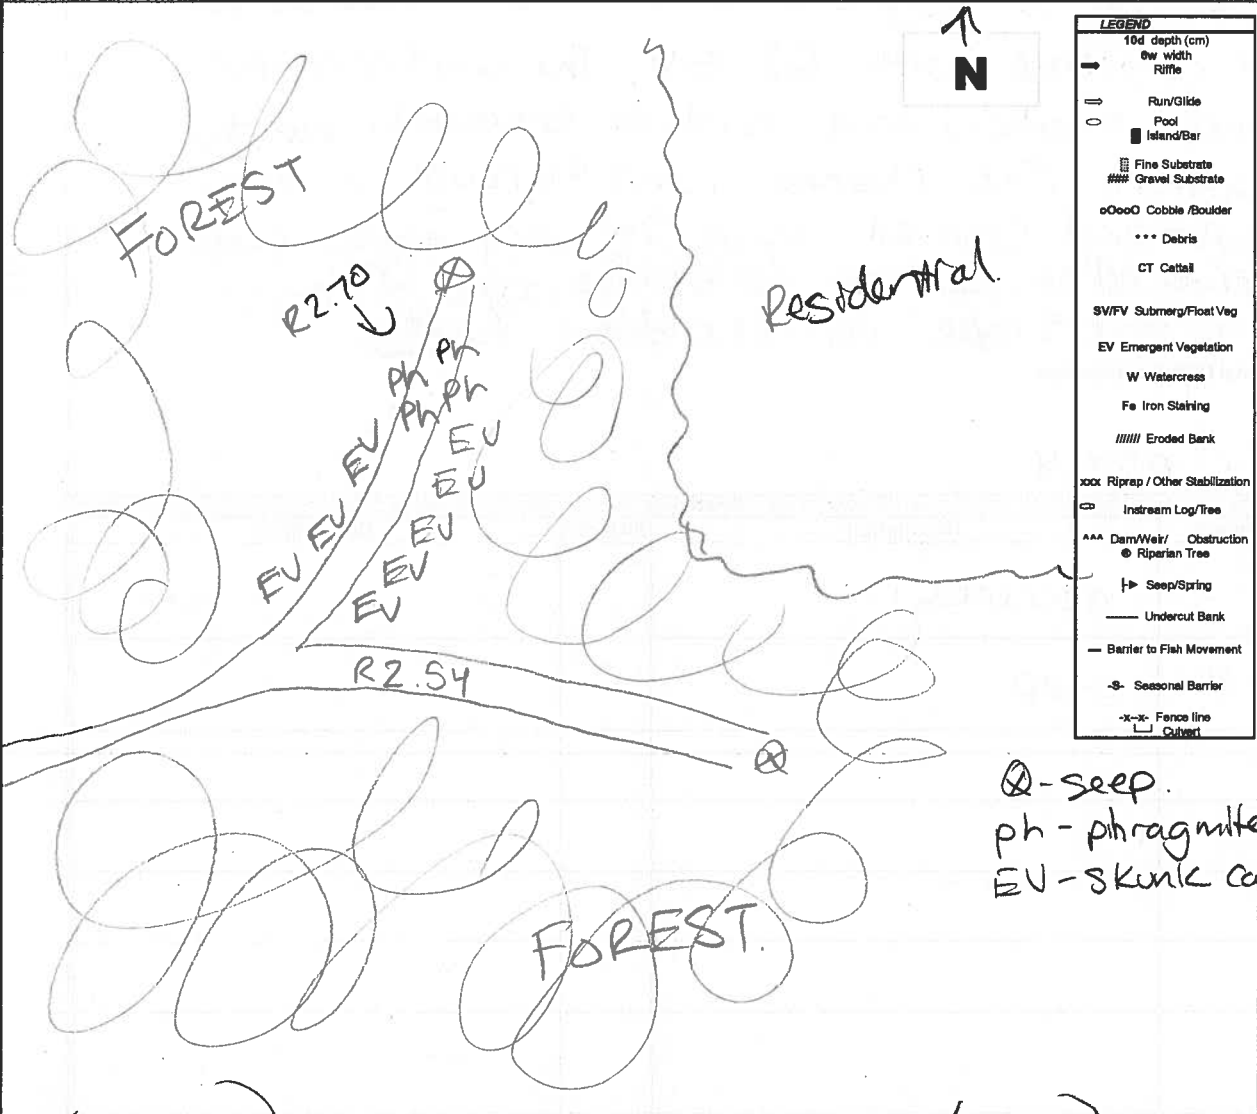 N
LEGEND
10d depth (cm)
6w width
Riffle
Run/Glide
Pool
Island/Bar
Fine Substrate
### Gravel Substrate
oOooO Cobble /Boulder
*** Debris
CT Cattail
SV/FV Submerg/Float Veg
EV Emergent Vegetation
W Watercress
Fe Iron Staining
/////// Eroded Bank
xxx Riprap / Other Stabilization
Instream Log/Tree
^^^ Dam/Weir/ Obstruction
Riparian Tree
Seep/Spring
Undercut Bank
Barrier to Fish Movement
-S- Seasonal Barrier
-x--x- Fence line
Culvert
FOREST
Residential
R2.70
ph
ph
ph
ph
EV
EV
EV
EV
EV
EV
EV
EV
R2.54
⊗-seep.
ph - phragmite
EV - Skunk Ca
FOREST.